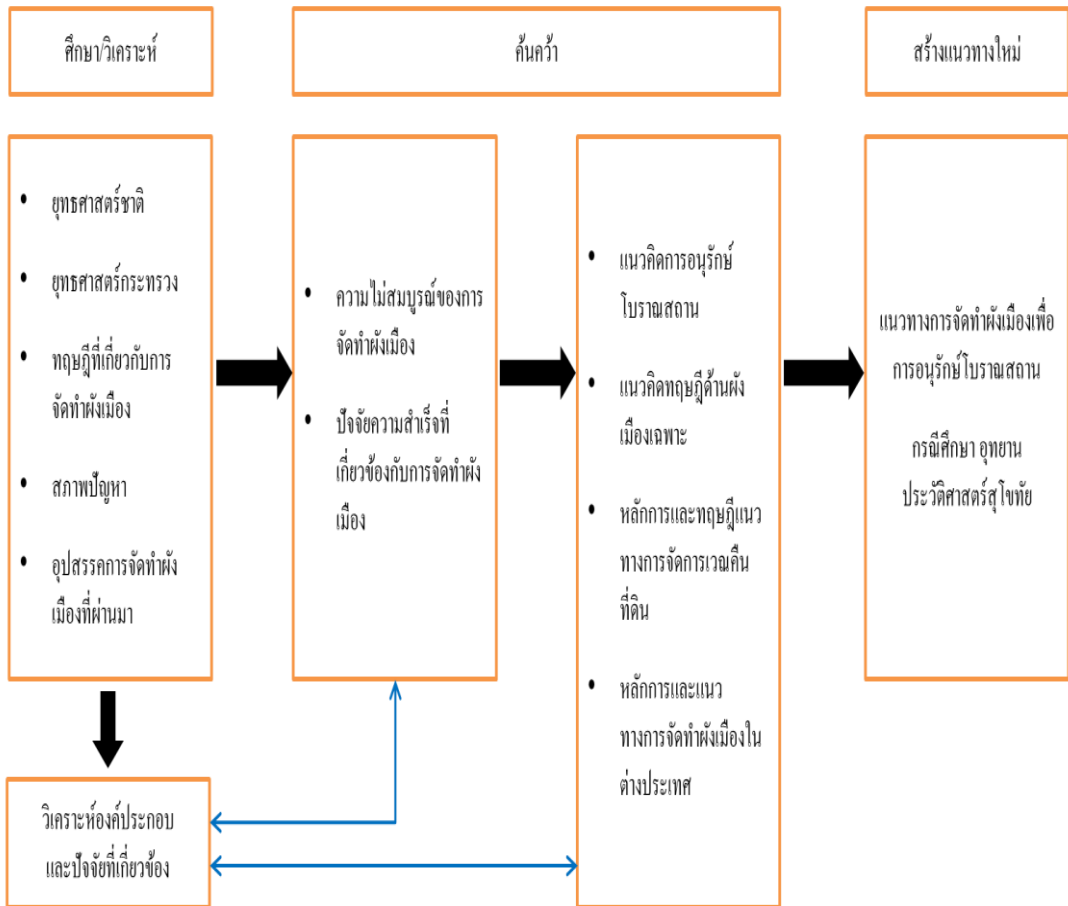 ศึกษา/วิเคราะห์
ค้นคว้า
สร้างแนวทางใหม่
• ยุทธศาสตร์ชาติ
• ยุทธศาสตร์กระทรวง
• ทฤษฎีที่เกี่ยวกับการ
จัดทำผังเมือง
• สภาพปัญหา
• อุปสรรคการจัดทำผัง
เมืองที่ผ่านมา
• ความไม่สมบูรณ์ของการ
จัดทำผังเมือง
• ปัจจัยความสำเร็จที่
เกี่ยวข้องกับการจัดทำผัง
เมือง
• แนวคิดการอนุรักษ์
โบราณสถาน
• แนวคิดทฤษฎีด้านผัง
เมืองเฉพาะ
• หลักการและทฤษฎีแนว
ทางการจัดการเวณคืน
ที่ดิน
• หลักการและแนว
ทางการจัดทำผังเมืองใน
ต่างประเทศ
แนวทางการจัดทำผังเมืองเพื่อ
การอนุรักษ์โบราณสถาน
กรณีศึกษา อุทยาน
ประวัติศาสตร์สุโขทัย
วิเคราะห์องค์ประกอบ
และปัจจัยที่เกี่ยวข้อง